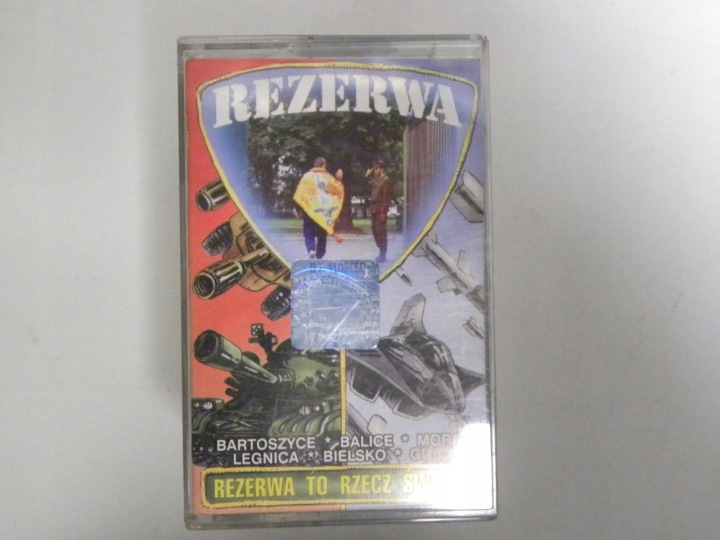 REZERWA
BARTOSZYCE * BALICE *
LEGNICA * BIELSKO *
REZERWA TO RZECZ